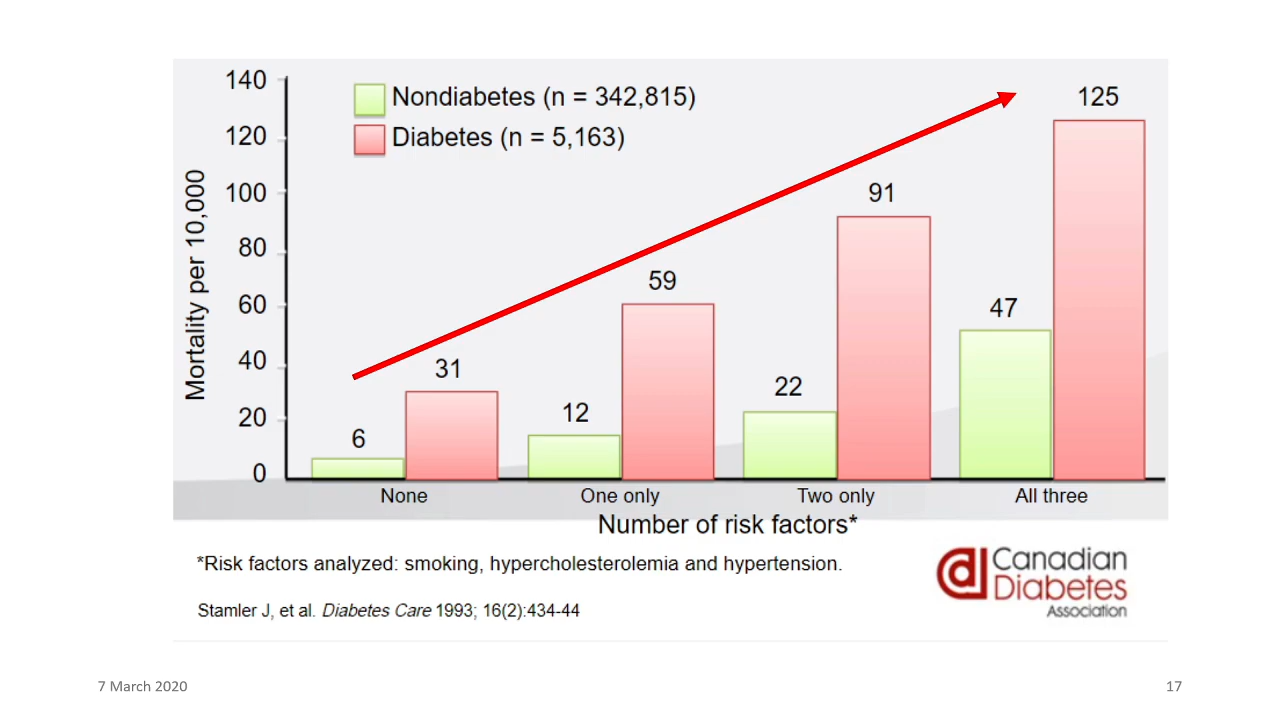 140
120
100
80
60
40
20
0
Mortality per 10,000
Nondiabetes (n = 342,815)
Diabetes (n = 5,163)
6
31
12
59
22
91
47
125
None
One only
Two only
All three
Number of risk factors*
*Risk factors analyzed: smoking, hypercholesterolemia and hypertension.
Stamler J, et al. Diabetes Care 1993; 16(2):434-44
Canadian
Diabetes
Association
7 March 2020
17